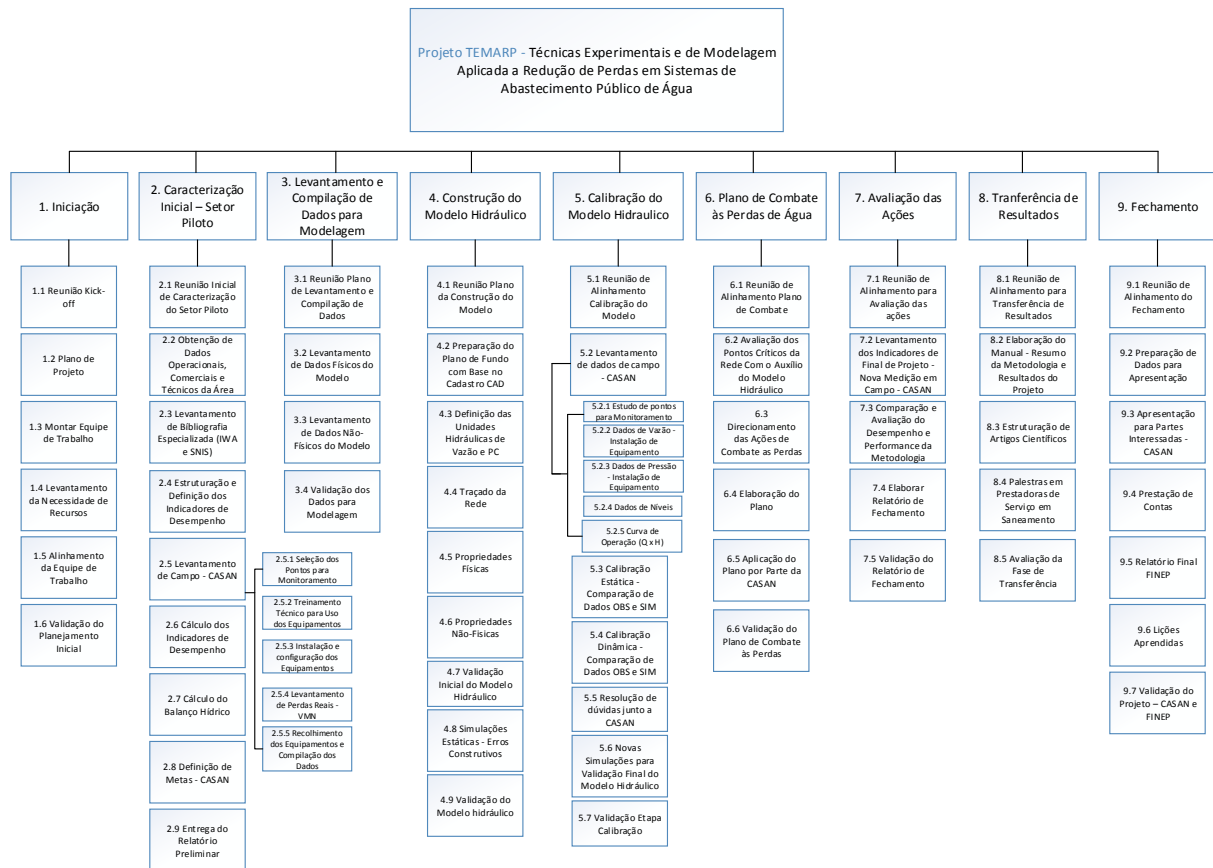 Projeto TEMARP - Técnicas Experimentais e de Modelagem
Aplicada a Redução de Perdas em Sistemas de
Abastecimento Público de Água
1. Iniciação
2. Caracterização
Inicial – Setor
Piloto
3. Levantamento e
Compilação de
Dados para
Modelagem
4. Construção do
Modelo Hidráulico
5. Calibração do
Modelo Hidraulico
6. Plano de Combate
às Perdas de Água
7. Avaliação das
Ações
8. Tranferência de
Resultados
9. Fechamento
1.1 Reunião Kick-
off
1.2 Plano de
Projeto
1.3 Montar Equipe
de Trabalho
1.4
Levantamento da
Necessidade de
Recursos
1.5 Alinhamento
da Equipe de
Trabalho
1.6 Validação do
Planejamento
Inicial
2.1 Reunião Inicial
de Caracterização
do Setor Piloto
2.2 Obtenção de
Dados
Operacionais,
Comerciais e
Técnicos da Área
2.3 Levantamento
de Bibliografia
Especializada (IWA
e SNIS)
2.4 Estruturação e
Definição dos
Indicadores de
Desempenho
2.5 Levantamento
de Campo - CASAN
2.5.1 Seleção dos
Pontos para
Monitoramento
2.5.2 Treinamento
Técnico para Uso dos
Equipamentos
2.5.3 Instalação e
configuração dos
Equipamentos
2.5.4 Levantamento
de Perdas Reais -
VMN
2.5.5 Recolhimento
dos Equipamentos e
Compilação dos
Dados
2.6 Cálculo dos
Indicadores de
Desempenho
2.7 Cálculo do
Balanço Hídrico
2.8 Definição de
Metas - CASAN
2.9 Entrega do
Relatório
Preliminar
3.1 Reunião Plano
de Levantamento e
Compilação de
Dados
3.2 Levantamento
de Dados Físicos do
Modelo
3.3 Levantamento
de Dados Não-
Físicos do Modelo
3.4 Validação dos
Dados para
Modelagem
4.1 Reunião Plano
da Construção do
Modelo
4.2 Preparação do
Plano de Fundo
com Base no
Cadastro CAD
4.3 Definição das
Unidades
Hidráulicas de
Vazão e PC
4.4 Traçado da
Rede
4.5 Propriedades
Físicas
4.6 Propriedades
Não-Fisicas
4.7 Validação
Inicial do Modelo
Hidráulico
4.8 Simulações
Estáticas - Erros
Construtivos
4.9 Validação do
Modelo hidráulico
5.1 Reunião de
Alinhamento
Calibração do
Modelo
5.2 Levantamento
de dados de campo
- CASAN
5.2.1 Estudo de pontos
para Monitoramento
5.2.2 Dados de Vazão -
Instalação de
Equipamento
5.2.3 Dados de Pressão
- Instalação de
Equipamento
5.2.4 Dados de Níveis
5.2.5 Curva de
Operação (Q x H)
5.3 Calibração
Estática -
Comparação de
Dados OBS e SIM
5.4 Calibração
Dinâmica -
Comparação de
Dados OBS e SIM
5.5 Resolução de
dúvidas junto a
CASAN
5.6 Novas
Simulações para
Validação Final do
Modelo Hidráulico
5.7 Validação Etapa
Calibração
6.1 Reunião de
Alinhamento Plano
de Combate
6.2 Avaliação dos
Pontos Críticos da
Rede Com o Auxílio
do Modelo
Hidráulico
6.3
Direcionamento
das Ações de
Combate as Perdas
6.4 Elaboração do
Plano
6.5 Aplicação do
Plano por Parte da
CASAN
6.6 Validação do
Plano de Combate
às Perdas
7.1 Reunião de
Alinhamento para
Avaliação das
ações
7.2 Levantamento
dos Indicadores de
Final de Projeto -
Nova Medição em
Campo - CASAN
7.3 Comparação e
Avaliação do
Desempenho e
Performance da
Metodologia
7.4 Elaborar
Relatório de
Fechamento
7.5 Validação do
Relatório de
Fechamento
8.1 Reunião de
Alinhamento para
Transferência de
Resultados
8.2 Elaboração do
Manual - Resumo
da Metodologia e
Resultados do
Projeto
8.3 Estruturação de
Artigos Científicos
8.4 Palestras em
Prestadoras de
Serviço em
Saneamento
8.5 Avaliação da
Fase de
Transferência
9.1 Reunião de
Alinhamento do
Fechamento
9.2 Preparação de
Dados para
Apresentação
9.3 Apresentação
para Partes
Interessadas -
CASAN
9.4 Prestação de
Contas
9.5 Relatório Final
FINEP
9.6 Lições
Aprendidas
9.7 Validação do
Projeto – CASAN e
FINEP